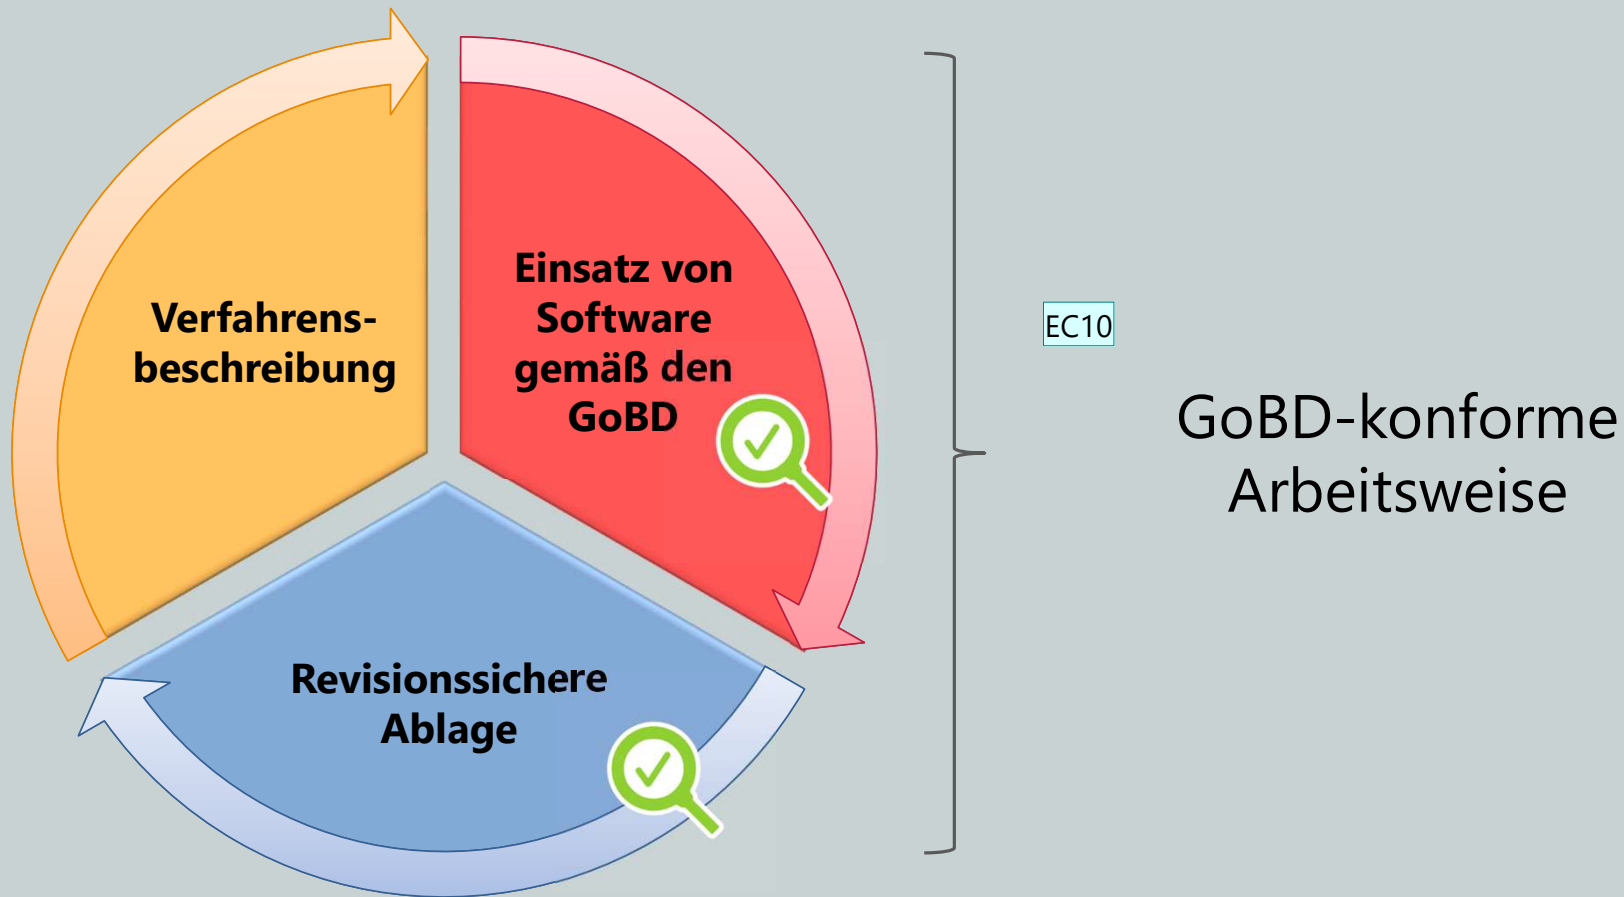 Verfahrens-
beschreibung
Einsatz von
Software
gemäß den
GoBD
Revisionssichere
Ablage
EC10
GoBD-konforme
Arbeitsweise